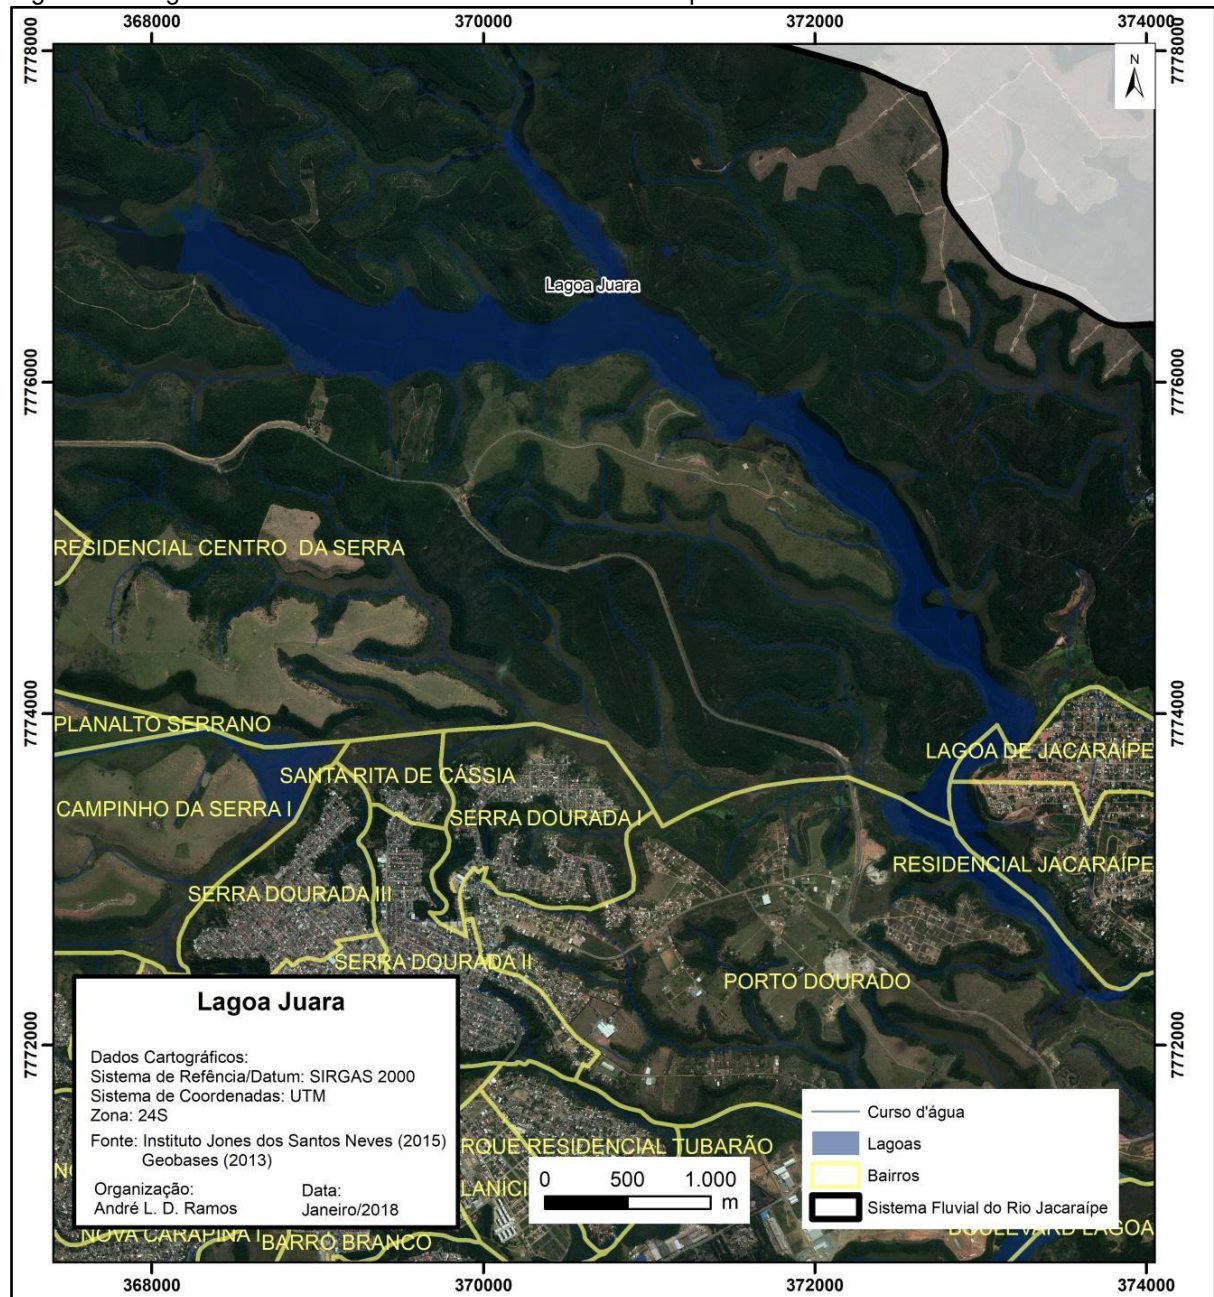 368000 370000 372000 374000
7778000
7778000
N
Lagoa Juara
7776000
7776000
RESIDENCIAL CENTRO DA SERRA
7774000
7774000
PLANALTO SERRANO
LAGOA DE JACARAÍPE
SANTA RITA DE CÁSSIA
CAMPINHO DA SERRA I
SERRA DOURADA I
RESIDENCIAL JACARAÍPE
SERRA DOURADA III
SERRA DOURADA II
PORTO DOURADO
7772000
7772000
Lagoa Juara
Dados Cartográficos:
Sistema de Refência/Datum: SIRGAS 2000
Sistema de Coordenadas: UTM
Zona: 24S
Fonte: Instituto Jones dos Santos Neves (2015)
Geobases (2013)
Organização:
André L. D. Ramos
Data:
Janeiro/2018
RQUE RESIDENCIAL TUBARÃO
NOVA CARAPINA I
BARRO BRANCO
0 500 1.000
m
Curso d'água
Lagoas
Bairros
Sistema Fluvial do Rio Jacaraípe
BOULEVARD LAGOA
368000 370000 372000 374000